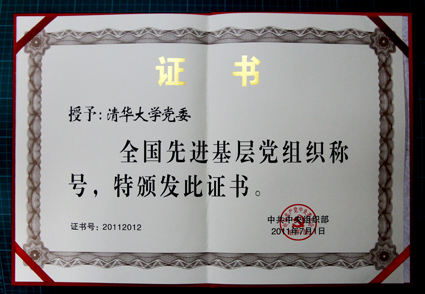 证 书
授予：清华大学党委
全国先进基层党组织称
号，特颁发此证书。
证书号：20112012
中共中央组织部
2011年7月1日